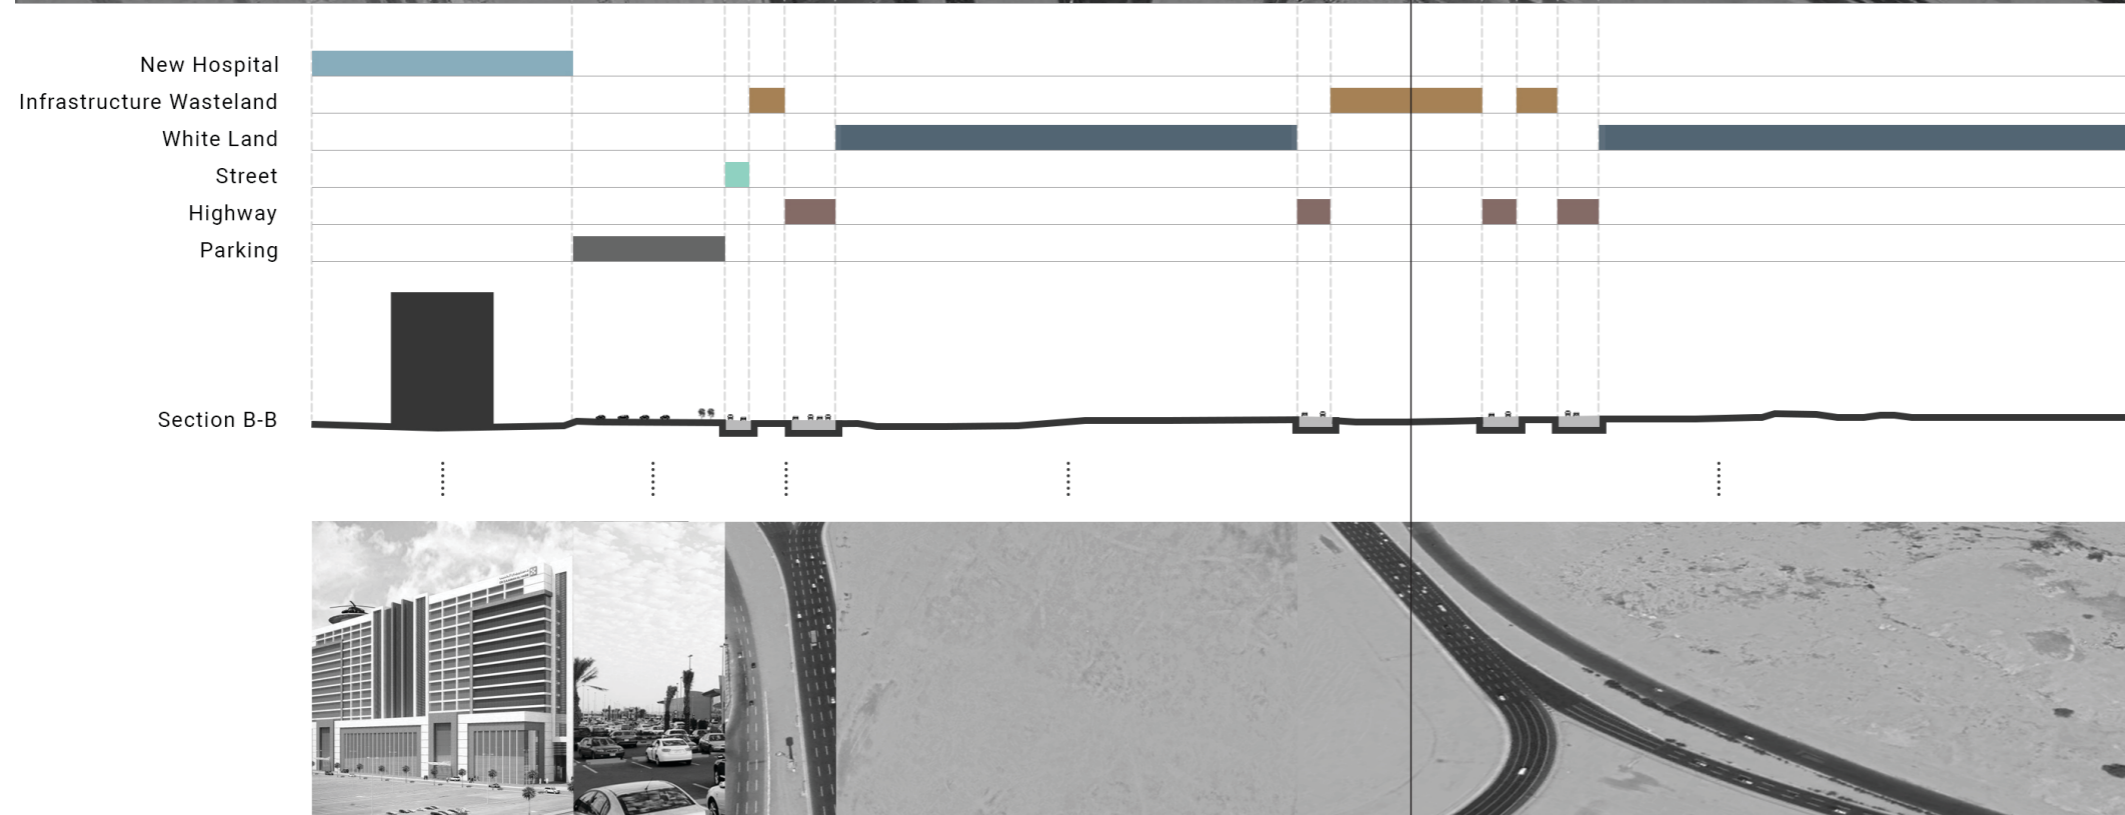 New Hospital
Infrastructure Wasteland
White Land
Street
Highway
Parking
Section B-B